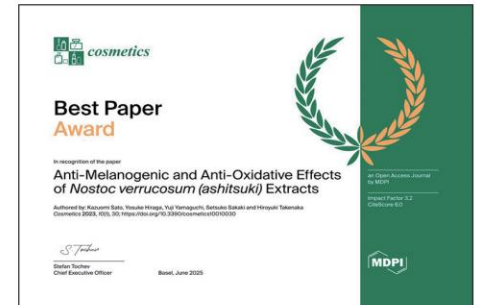 cosmetics
Best Paper
Award
In recognition of the paper
Anti-Melanogenic and Anti-Oxidative Effects
of Nostoc verrucosum (ashitsuki) Extracts
Authored by: Kazuomi Sato, Yosuke Hiraga, Yuji Yamaguchi, Setsuko Sakaki and Hiroyuki Takenaka
Cosmetics 2023, 10(1), 30; https://doi.org/10.3390/cosmetics10010030
an Open Access Journal
by MDPI
Impact Factor 3.2
CiteScore 6.0
S. Tochev
Stefan Tochev
Chief Executive Officer
Basel, June 2025
MDPI